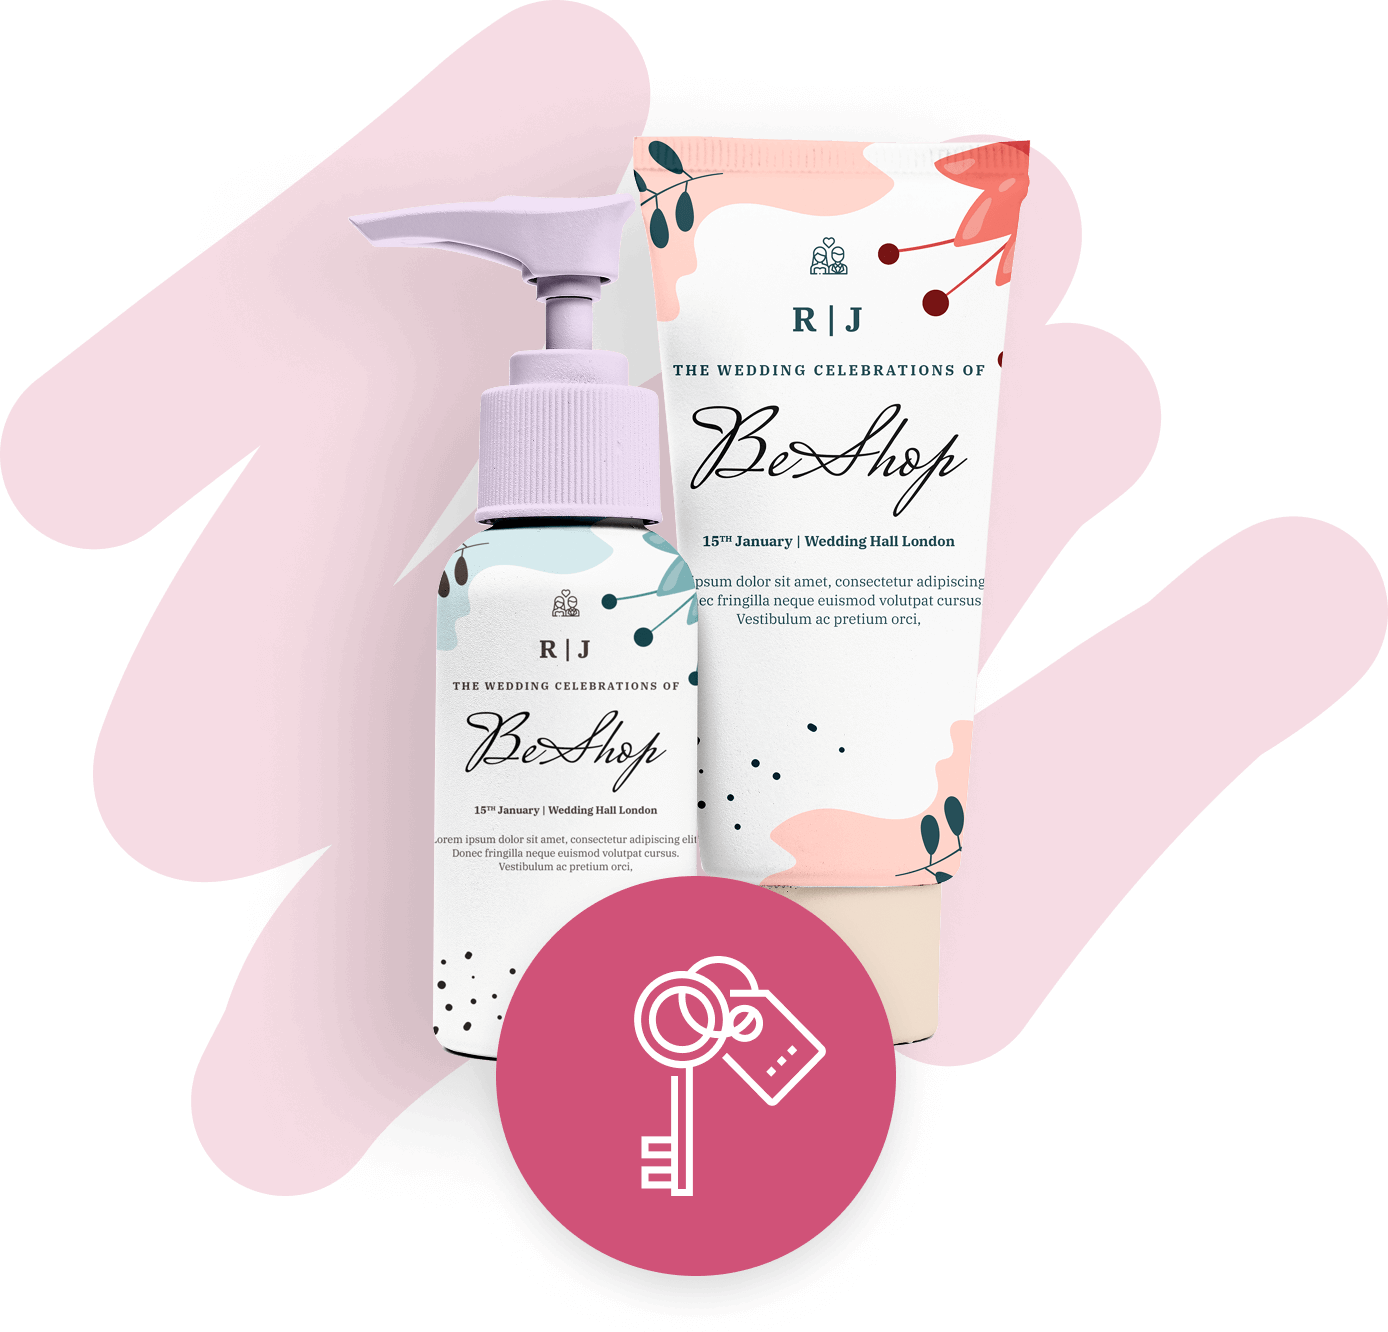 R | J
THE WEDDING CELEBRATIONS OF
BeShop
15TH January | Wedding Hall London
ipsum dolor sit amet, consectetur adipiscing
ec fringilla neque euismod volutpat cursus
Vestibulum ac pretium orci,
R | J
THE WEDDING CELEBRATIONS OF
BeShop
15TH January | Wedding Hall London
Lorem ipsum dolor sit amet, consectetur adipiscing elit
Donec fringilla neque euismod volutpat cursus.
Vestibulum ac pretium orci,